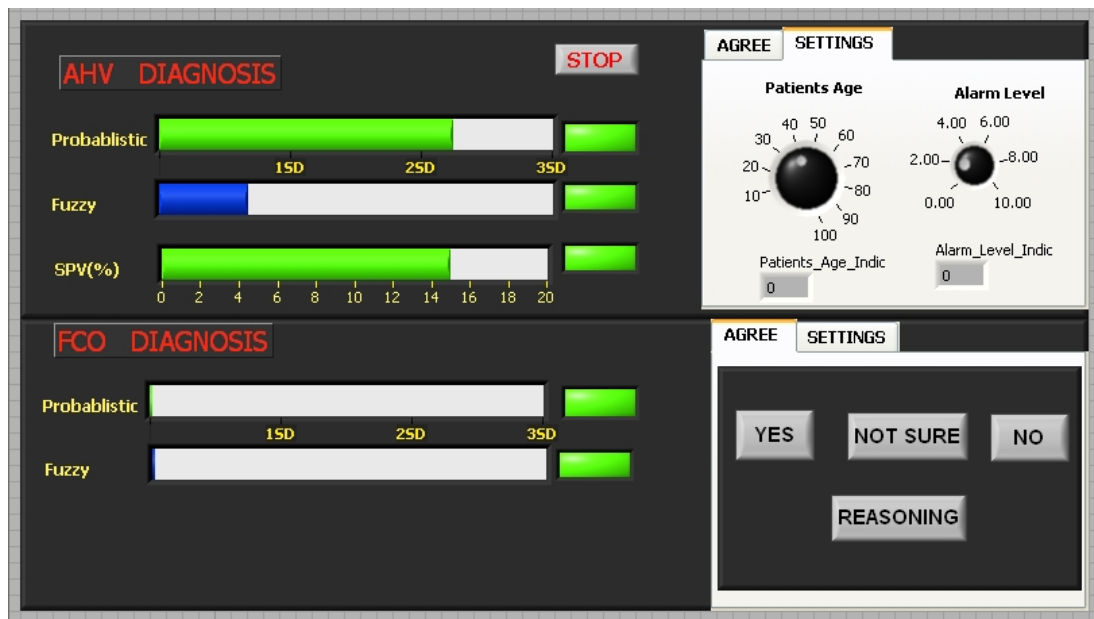 AHV DIAGNOSIS
STOP
Probablistic
1SD 2SD 3SD
Fuzzy
SPV(%)
0 2 4 6 8 10 12 14 16 18 20
AGREE SETTINGS
Patients Age
10 20 30 40 50 60 70 80 90 100
Patients_Age_Indic
0
Alarm Level
0.00 2.00 4.00 6.00 8.00 10.00
Alarm_Level_Indic
0
FCO DIAGNOSIS
Probablistic
1SD 2SD 3SD
Fuzzy
AGREE SETTINGS
YES NOT SURE NO
REASONING